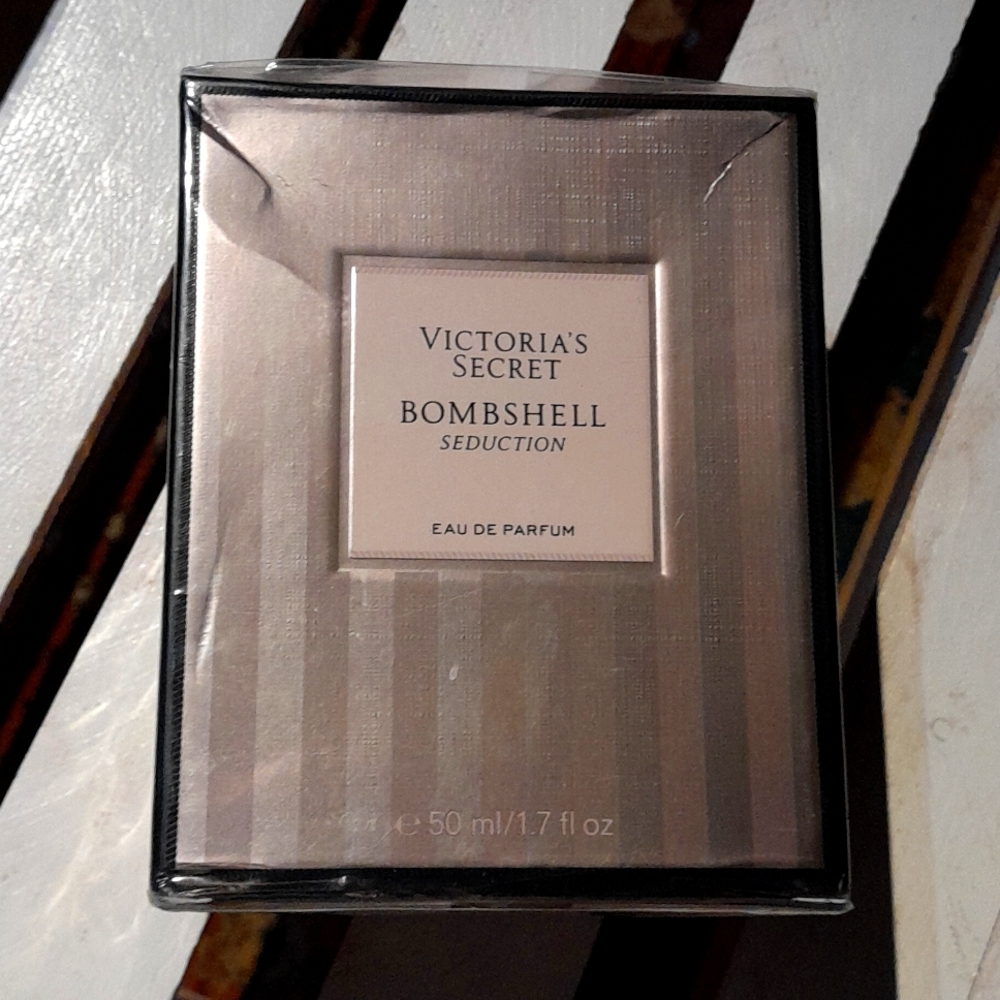 VICTORIA'S
SECRET
BOMBSHELL
SEDUCTION
EAU DE PARFUM
℮ 50 ml/1.7 fl oz